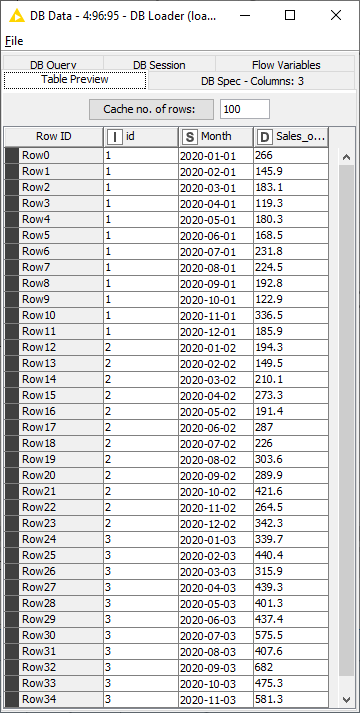 DB Data - 4:96:95 - DB Loader (loa...
File
DB Query DB Session Flow Variables
Table Preview DB Spec - Columns: 3
Cache no. of rows: 100
Row ID I id S Month D Sales_o...
Row0 1 2020-01-01 266
Row1 1 2020-02-01 145.9
Row2 1 2020-03-01 183.1
Row3 1 2020-04-01 119.3
Row4 1 2020-05-01 180.3
Row5 1 2020-06-01 168.5
Row6 1 2020-07-01 231.8
Row7 1 2020-08-01 224.5
Row8 1 2020-09-01 192.8
Row9 1 2020-10-01 122.9
Row10 1 2020-11-01 336.5
Row11 1 2020-12-01 185.9
Row12 2 2020-01-02 194.3
Row13 2 2020-02-02 149.5
Row14 2 2020-03-02 210.1
Row15 2 2020-04-02 273.3
Row16 2 2020-05-02 191.4
Row17 2 2020-06-02 287
Row18 2 2020-07-02 226
Row19 2 2020-08-02 303.6
Row20 2 2020-09-02 289.9
Row21 2 2020-10-02 421.6
Row22 2 2020-11-02 264.5
Row23 2 2020-12-02 342.3
Row24 3 2020-01-03 339.7
Row25 3 2020-02-03 440.4
Row26 3 2020-03-03 315.9
Row27 3 2020-04-03 439.3
Row28 3 2020-05-03 401.3
Row29 3 2020-06-03 437.4
Row30 3 2020-07-03 575.5
Row31 3 2020-08-03 407.6
Row32 3 2020-09-03 682
Row33 3 2020-10-03 475.3
Row34 3 2020-11-03 581.3